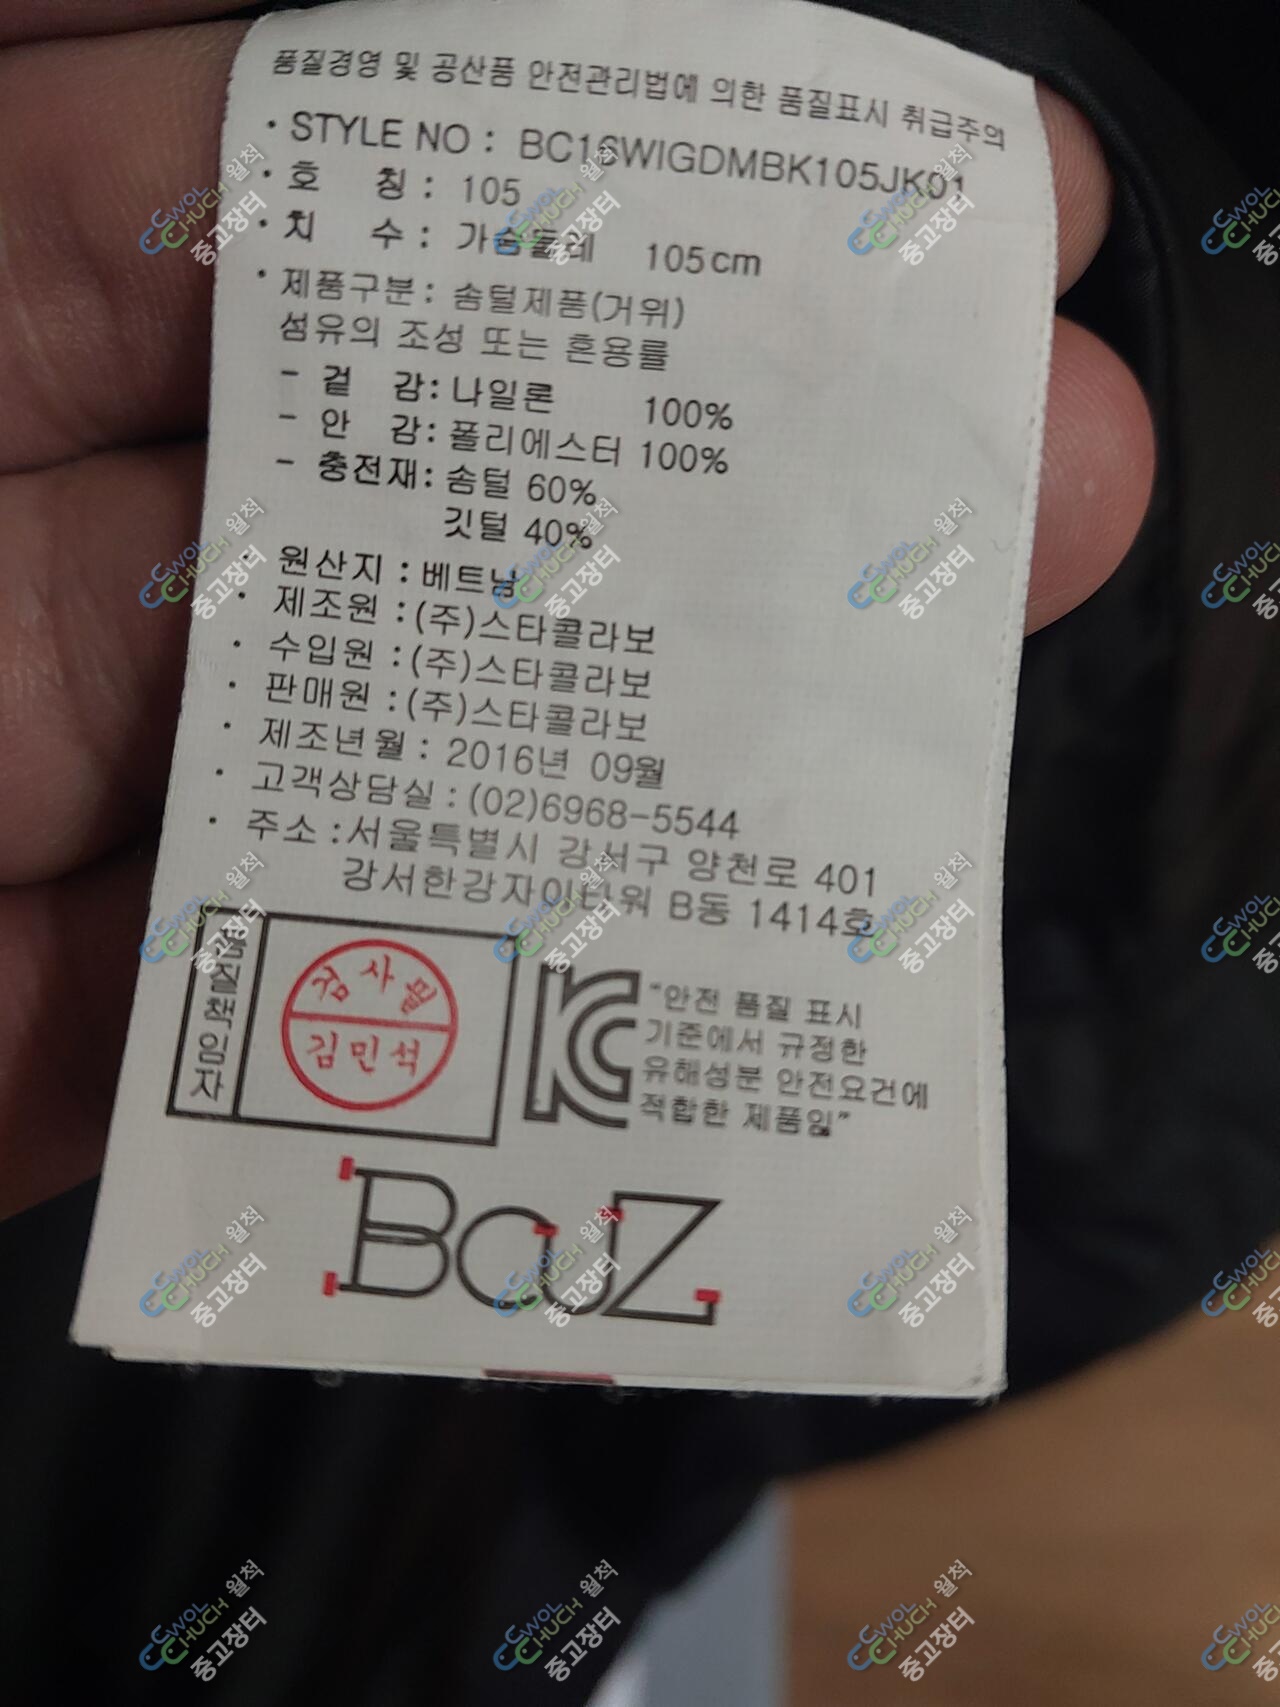 품질경영 및 공산품 안전관리법에 의한 품질표시 취급주의
· STYLE NO : BC16WIGDMBK105JK01
· 호 칭 : 105
· 치 수 : 가슴둘레 105cm
· 제품구분 : 솜털제품(거위)
섬유의 조성 또는 혼용률
- 겉 감 : 나일론 100%
- 안 감 : 폴리에스터 100%
- 충전재 : 솜털 60%
깃털 40%
· 원산지 : 베트남
· 제조원 : (주)스타콜라보
· 수입원 : (주)스타콜라보
· 판매원 : (주)스타콜라보
· 제조년월 : 2016년 09월
· 고객상담실 : (02)6968-5544
· 주소 : 서울특별시 강서구 양천로 401
강서한강자이타워 B동 1414호
품질책임자
검사필
김민석
KC
"안전 품질 표시
기준에서 규정한
유해성분 안전요건에
적합한 제품임"
BCUZ
CWOL
CHUCH 월척
중고장터